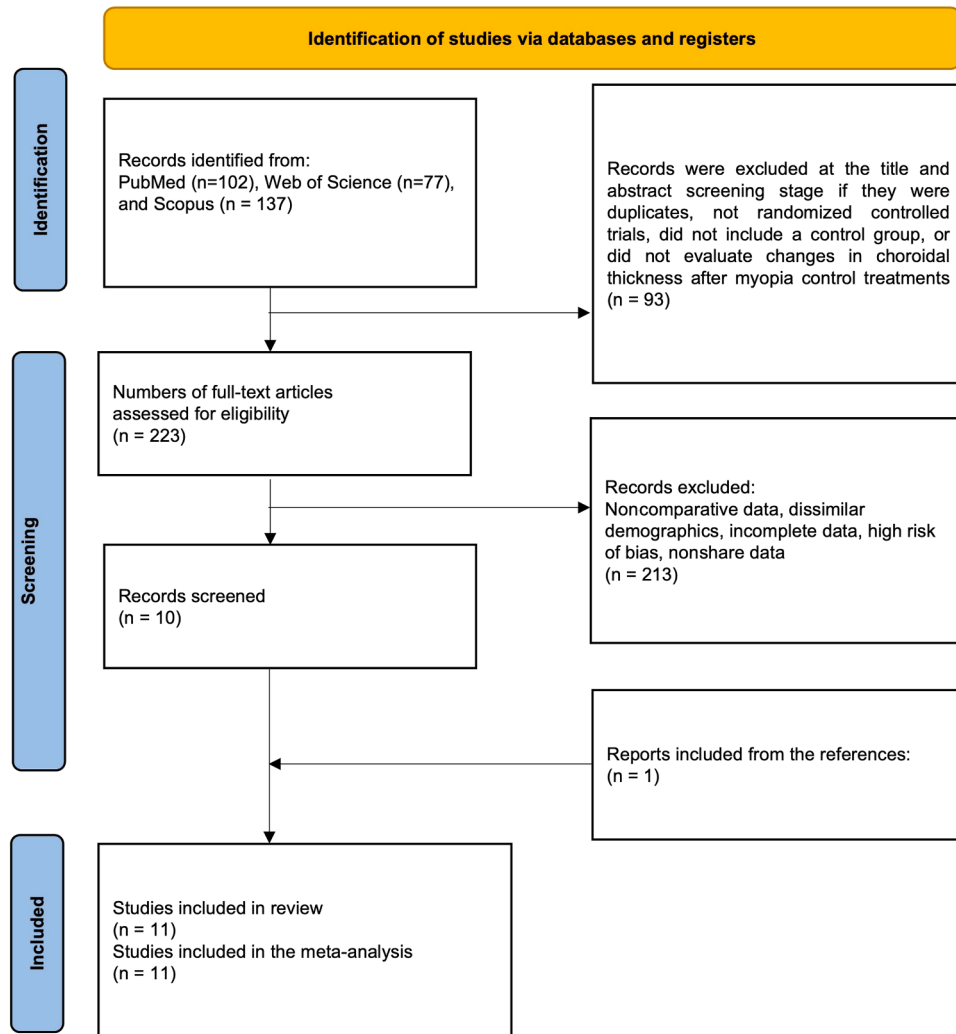 Identification of studies via databases and registers
Identification
Records identified from:
PubMed (n=102), Web of Science (n=77),
and Scopus (n = 137)
Records were excluded at the title and
abstract screening stage if they were
duplicates, not randomized controlled
trials, did not include a control group, or
did not evaluate changes in choroidal
thickness after myopia control treatments
(n = 93)
Screening
Numbers of full-text articles
assessed for eligibility
(n = 223)
Records excluded:
Noncomparative data, dissimilar
demographics, incomplete data, high risk
of bias, nonshare data
(n = 213)
Records screened
(n = 10)
Reports included from the references:
(n = 1)
Included
Studies included in review
(n = 11)
Studies included in the meta-analysis
(n = 11)